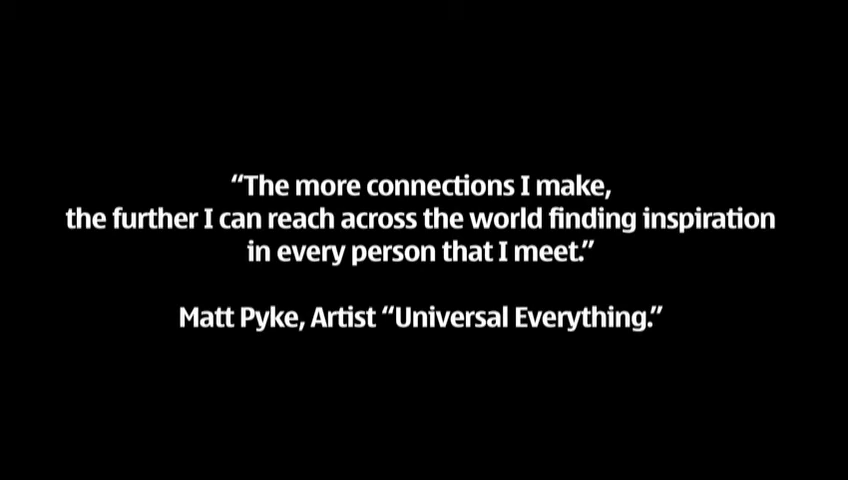 “The more connections I make,
the further I can reach across the world finding inspiration
in every person that I meet.”
Matt Pyke, Artist “Universal Everything.”